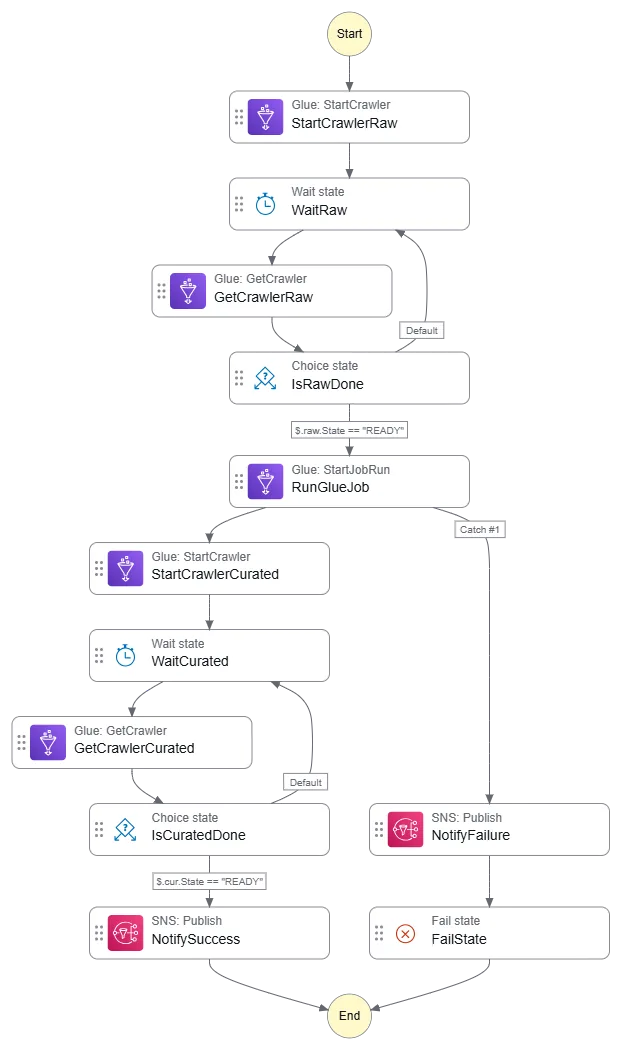 Start
Glue: StartCrawler
StartCrawlerRaw
Wait state
WaitRaw
Glue: GetCrawler
GetCrawlerRaw
Default
Choice state
IsRawDone
$.raw.State == "READY"
Glue: StartJobRun
RunGlueJob
Catch #1
Glue: StartCrawler
StartCrawlerCurated
Wait state
WaitCurated
Glue: GetCrawler
GetCrawlerCurated
Default
Choice state
IsCuratedDone
SNS: Publish
NotifyFailure
$.cur.State == "READY"
SNS: Publish
NotifySuccess
Fail state
FailState
End